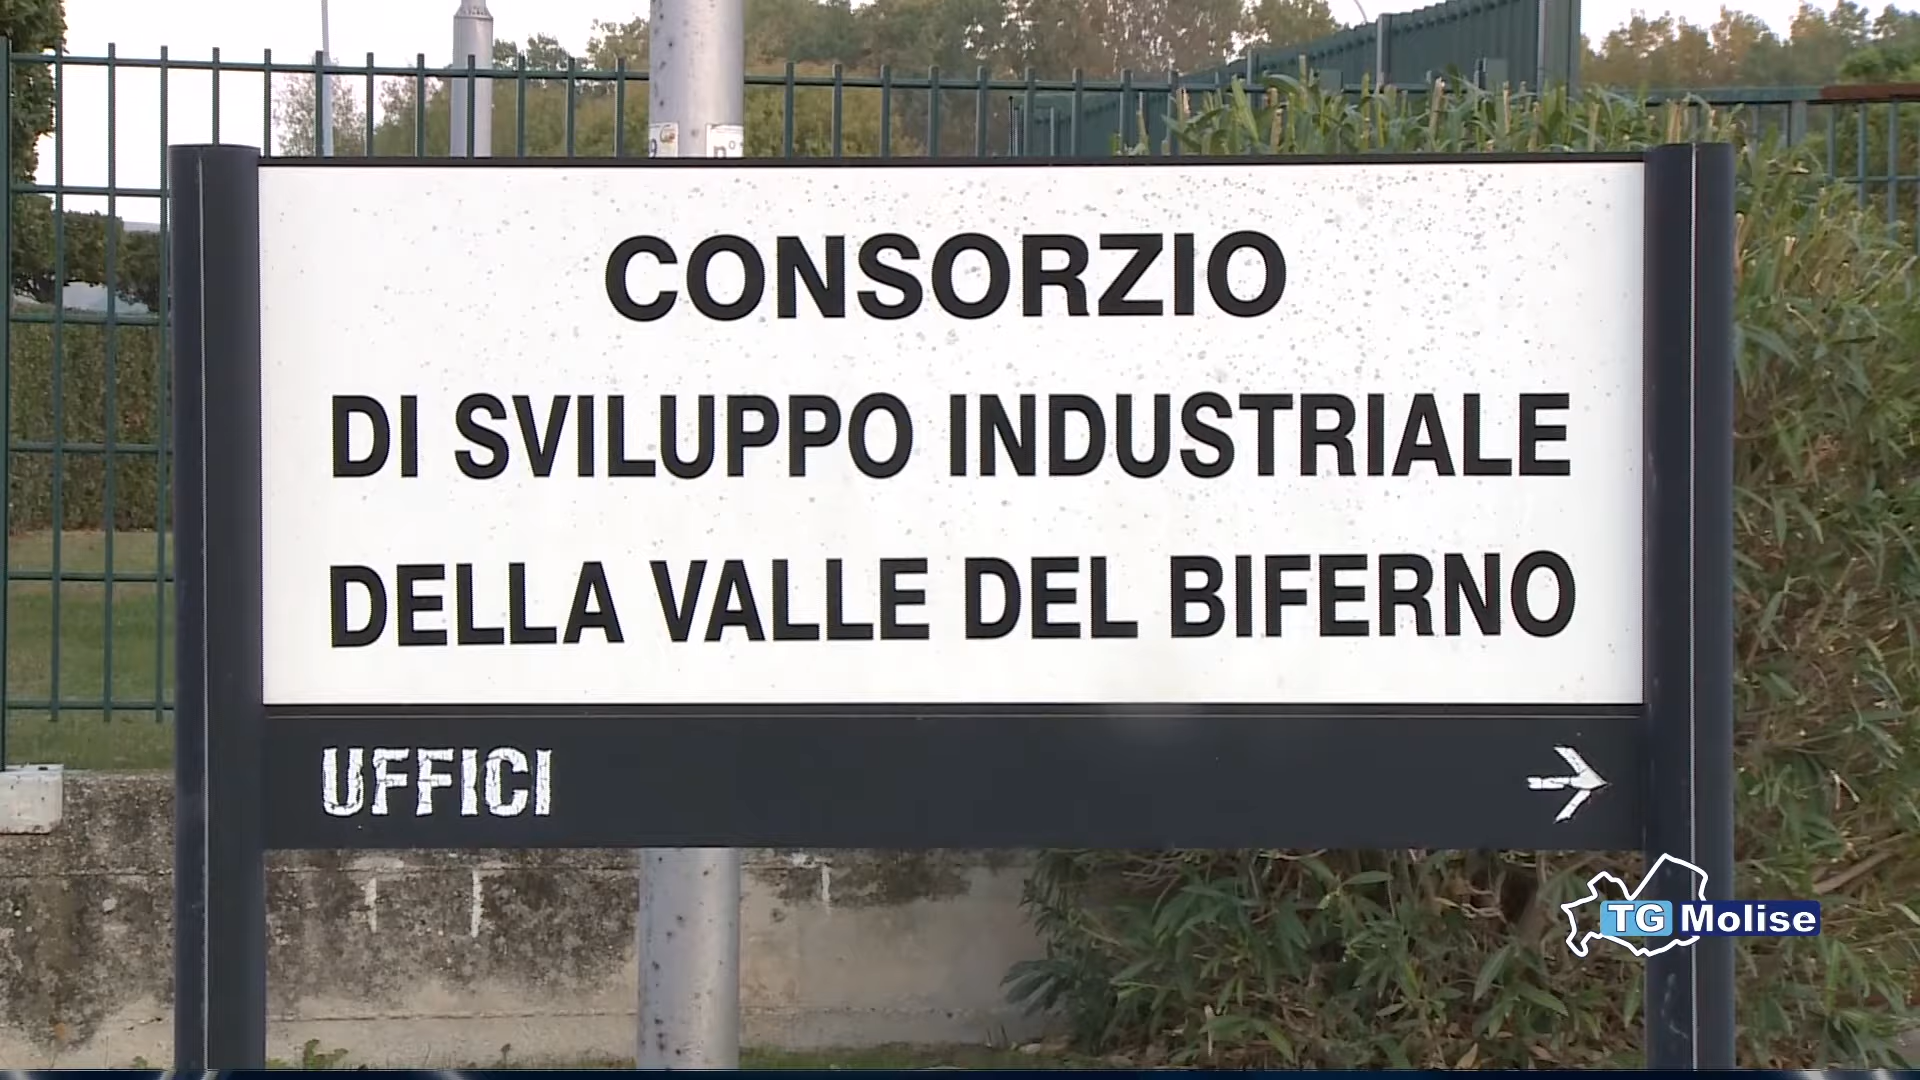 CONSORZIO
DI SVILUPPO INDUSTRIALE
DELLA VALLE DEL BIFERNO
UFFICI
TG Molise